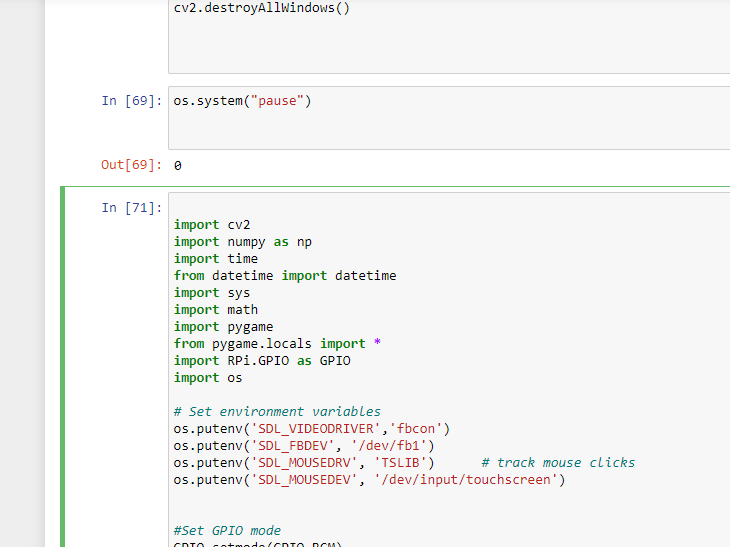 cv2.destroyAllWindows()
In [69]: os.system("pause")
Out[69]: 0
In [71]:
import cv2
import numpy as np
import time
from datetime import datetime
import sys
import math
import pygame
from pygame.locals import *
import RPi.GPIO as GPIO
import os
# Set environment variables
os.putenv('SDL_VIDEODRIVER','fbcon')
os.putenv('SDL_FBDEV', '/dev/fb1')
os.putenv('SDL_MOUSEDRV', 'TSLIB')      # track mouse clicks
os.putenv('SDL_MOUSEDEV', '/dev/input/touchscreen')
#Set GPIO mode
GPIO.setmode(GPIO.BCM)